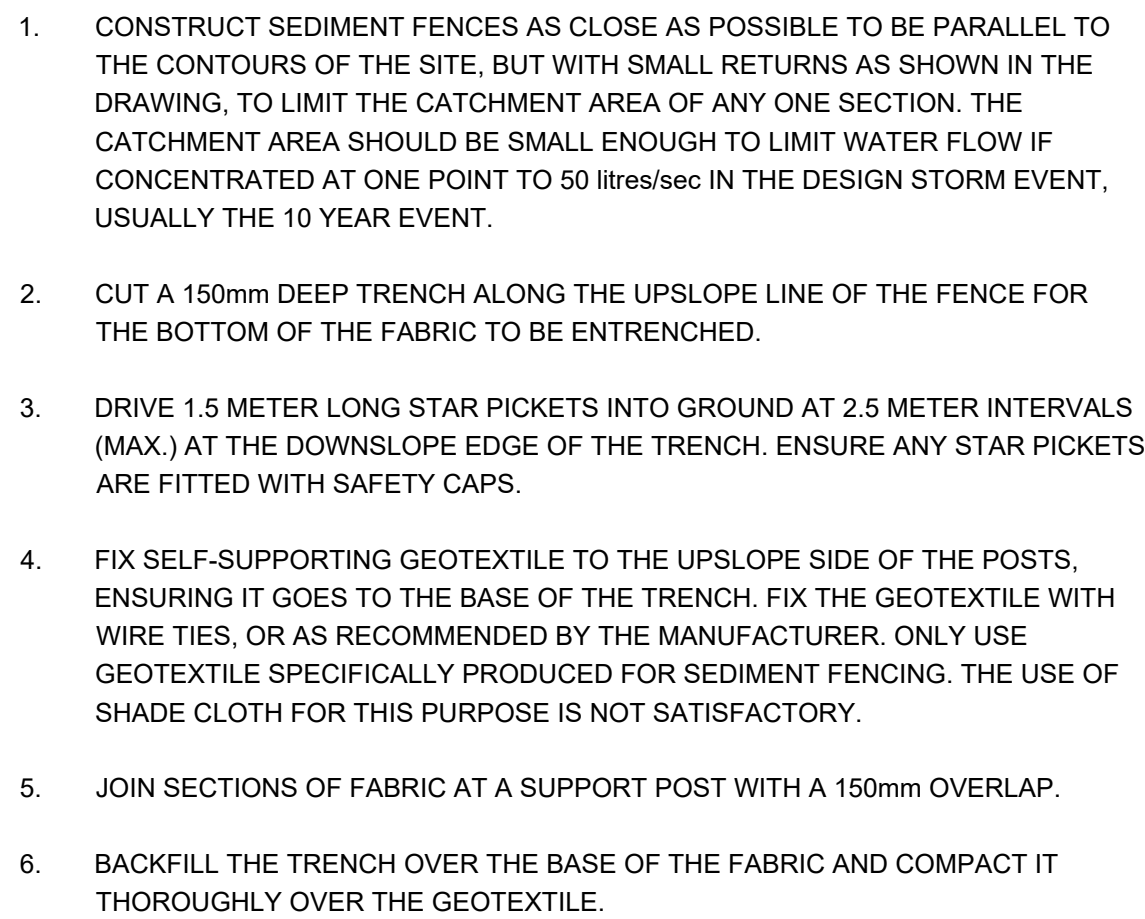 1. CONSTRUCT SEDIMENT FENCES AS CLOSE AS POSSIBLE TO BE PARALLEL TO
THE CONTOURS OF THE SITE, BUT WITH SMALL RETURNS AS SHOWN IN THE
DRAWING, TO LIMIT THE CATCHMENT AREA OF ANY ONE SECTION. THE
CATCHMENT AREA SHOULD BE SMALL ENOUGH TO LIMIT WATER FLOW IF
CONCENTRATED AT ONE POINT TO 50 litres/sec IN THE DESIGN STORM EVENT,
USUALLY THE 10 YEAR EVENT.
2. CUT A 150mm DEEP TRENCH ALONG THE UPSLOPE LINE OF THE FENCE FOR
THE BOTTOM OF THE FABRIC TO BE ENTRENCHED.
3. DRIVE 1.5 METER LONG STAR PICKETS INTO GROUND AT 2.5 METER INTERVALS
(MAX.) AT THE DOWNSLOPE EDGE OF THE TRENCH. ENSURE ANY STAR PICKETS
ARE FITTED WITH SAFETY CAPS.
4. FIX SELF-SUPPORTING GEOTEXTILE TO THE UPSLOPE SIDE OF THE POSTS,
ENSURING IT GOES TO THE BASE OF THE TRENCH. FIX THE GEOTEXTILE WITH
WIRE TIES, OR AS RECOMMENDED BY THE MANUFACTURER. ONLY USE
GEOTEXTILE SPECIFICALLY PRODUCED FOR SEDIMENT FENCING. THE USE OF
SHADE CLOTH FOR THIS PURPOSE IS NOT SATISFACTORY.
5. JOIN SECTIONS OF FABRIC AT A SUPPORT POST WITH A 150mm OVERLAP.
6. BACKFILL THE TRENCH OVER THE BASE OF THE FABRIC AND COMPACT IT
THOROUGHLY OVER THE GEOTEXTILE.